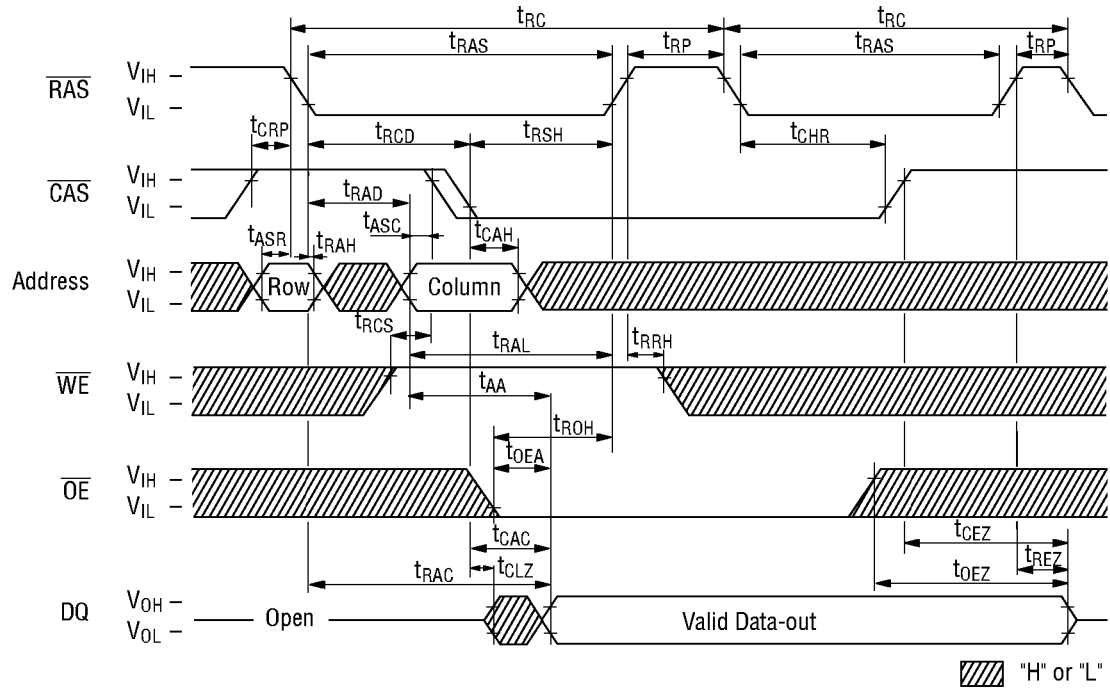 tRC tRC
tRAS tRP tRAS tRP
RAS VIH
VIL
tCRP tRCD tRSH tCHR
CAS VIH
VIL
tRAD
tASC
tASR tRAH tCAH
Address VIH
VIL
Row Column
tRCS tRAL tRRH
WE VIH
VIL
tAA
tROH
tOEA
OE VIH
VIL
tCAC tCEZ
tRAC tCLZ tOEZ tREZ
DQ VOH
VOL
Open Valid Data-out
"H" or "L"